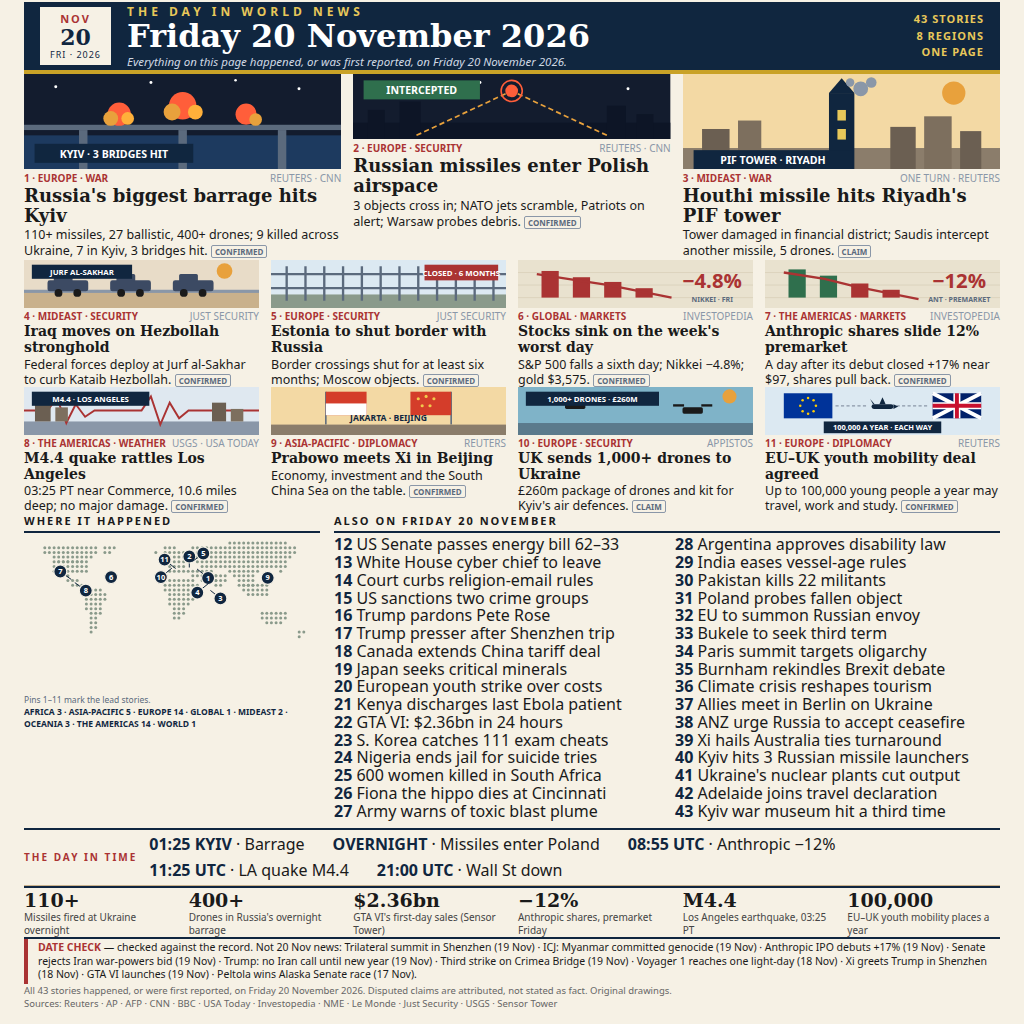 NOV
20
FRI · 2026
THE DAY IN WORLD NEWS
Friday 20 November 2026
Everything on this page happened, or was first reported, on Friday 20 November 2026.
43 STORIES
8 REGIONS
ONE PAGE
KYIV · 3 BRIDGES HIT
1 · EUROPE · WAR
REUTERS · CNN
Russia's biggest barrage hits
Kyiv
110+ missiles, 27 ballistic, 400+ drones; 9 killed across
Ukraine, 7 in Kyiv, 3 bridges hit. CONFIRMED
INTERCEPTED
2 · EUROPE · SECURITY
REUTERS · CNN
Russian missiles enter Polish
airspace
3 objects cross in; NATO jets scramble, Patriots on
alert; Warsaw probes debris. CONFIRMED
PIF TOWER · RIYADH
3 · MIDEAST · WAR
ONE TURN · REUTERS
Houthi missile hits Riyadh's
PIF tower
Tower damaged in financial district; Saudis intercept
another missile, 5 drones. CLAIM
JURF AL-SAKHAR
4 · MIDEAST · SECURITY
JUST SECURITY
Iraq moves on Hezbollah
stronghold
Federal forces deploy at Jurf al-Sakhar
to curb Kataib Hezbollah. CONFIRMED
CLOSED · 6 MONTHS
5 · EUROPE · SECURITY
JUST SECURITY
Estonia to shut border with
Russia
Border crossings shut for at least six
months; Moscow objects. CONFIRMED
−4.8%
NIKKEI · FRI
6 · GLOBAL · MARKETS
INVESTOPEDIA
Stocks sink on the week's
worst day
S&P 500 falls a sixth day; Nikkei −4.8%;
gold $3,575. CONFIRMED
−12%
ANT · PREMARKET
7 · THE AMERICAS · MARKETS
INVESTOPEDIA
Anthropic shares slide 12%
premarket
A day after its debut closed +17% near
$97, shares pull back. CONFIRMED
M4.4 · LOS ANGELES
8 · THE AMERICAS · WEATHER
USGS · USA TODAY
M4.4 quake rattles Los
Angeles
03:25 PT near Commerce, 10.6 miles
deep; no major damage. CONFIRMED
JAKARTA · BEIJING
9 · ASIA-PACIFIC · DIPLOMACY
REUTERS
Prabowo meets Xi in Beijing
Economy, investment and the South
China Sea on the table. CONFIRMED
1,000+ DRONES · £260M
10 · EUROPE · SECURITY
APPISTOS
UK sends 1,000+ drones to
Ukraine
£260m package of drones and kit for
Kyiv's air defences. CLAIM
100,000 A YEAR · EACH WAY
11 · EUROPE · DIPLOMACY
REUTERS
EU–UK youth mobility deal
agreed
Up to 100,000 young people a year may
travel, work and study. CONFIRMED
WHERE IT HAPPENED
11
2
5
7
6
10
1
9
8
4
3
Pins 1–11 mark the lead stories.
AFRICA 3 · ASIA-PACIFIC 5 · EUROPE 14 · GLOBAL 1 · MIDEAST 2 ·
OCEANIA 3 · THE AMERICAS 14 · WORLD 1
ALSO ON FRIDAY 20 NOVEMBER
12 US Senate passes energy bill 62–33
13 White House cyber chief to leave
14 Court curbs religion-email rules
15 US sanctions two crime groups
16 Trump pardons Pete Rose
17 Trump presser after Shenzhen trip
18 Canada extends China tariff deal
19 Japan seeks critical minerals
20 European youth strike over costs
21 Kenya discharges last Ebola patient
22 GTA VI: $2.36bn in 24 hours
23 S. Korea catches 111 exam cheats
24 Nigeria ends jail for suicide tries
25 600 women killed in South Africa
26 Fiona the hippo dies at Cincinnati
27 Army warns of toxic blast plume
28 Argentina approves disability law
29 India eases vessel-age rules
30 Pakistan kills 22 militants
31 Poland probes fallen object
32 EU to summon Russian envoy
33 Bukele to seek third term
34 Paris summit targets oligarchy
35 Burnham rekindles Brexit debate
36 Climate crisis reshapes tourism
37 Allies meet in Berlin on Ukraine
38 ANZ urge Russia to accept ceasefire
39 Xi hails Australia ties turnaround
40 Kyiv hits 3 Russian missile launchers
41 Ukraine's nuclear plants cut output
42 Adelaide joins travel declaration
43 Kyiv war museum hit a third time
THE DAY IN TIME
01:25 KYIV · Barrage
OVERNIGHT · Missiles enter Poland
08:55 UTC · Anthropic −12%
11:25 UTC · LA quake M4.4
21:00 UTC · Wall St down
110+
Missiles fired at Ukraine
overnight
400+
Drones in Russia's overnight
barrage
$2.36bn
GTA VI's first-day sales (Sensor
Tower)
−12%
Anthropic shares, premarket
Friday
M4.4
Los Angeles earthquake, 03:25
PT
100,000
EU–UK youth mobility places a
year
DATE CHECK — checked against the record. Not 20 Nov news: Trilateral summit in Shenzhen (19 Nov) · ICJ: Myanmar committed genocide (19 Nov) · Anthropic IPO debuts +17% (19 Nov) · Senate
rejects Iran war-powers bid (19 Nov) · Trump: no Iran call until new year (19 Nov) · Third strike on Crimea Bridge (19 Nov) · Voyager 1 reaches one light-day (18 Nov) · Xi greets Trump in Shenzhen
(18 Nov) · GTA VI launches (19 Nov) · Peltola wins Alaska Senate race (17 Nov).
All 43 stories happened, or were first reported, on Friday 20 November 2026. Disputed claims are attributed, not stated as fact. Original drawings.
Sources: Reuters · AP · AFP · CNN · BBC · USA Today · Investopedia · NME · Le Monde · Just Security · USGS · Sensor Tower